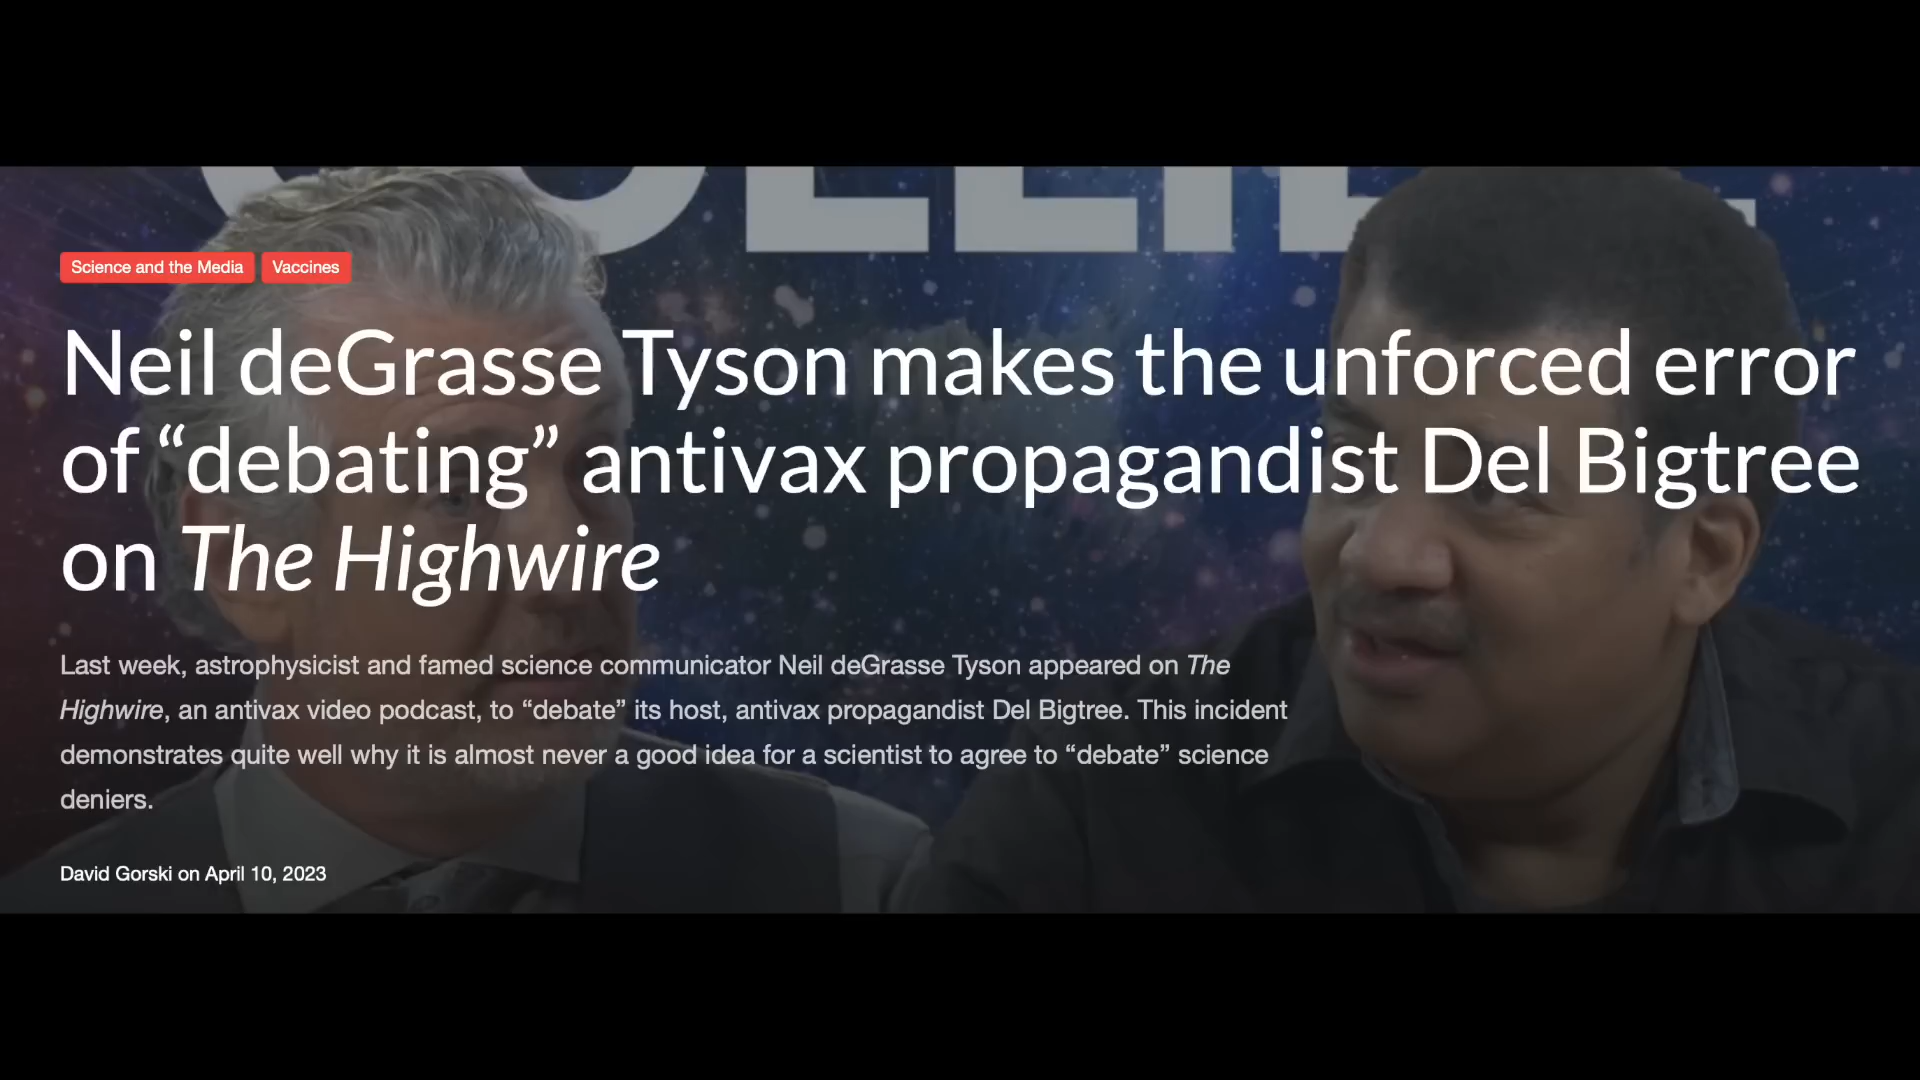 Science and the Media Vaccines
Neil deGrasse Tyson makes the unforced error
of “debating” antivax propagandist Del Bigtree
on The Highwire
Last week, astrophysicist and famed science communicator Neil deGrasse Tyson appeared on The
Highwire, an antivax video podcast, to “debate” its host, antivax propagandist Del Bigtree. This incident
demonstrates quite well why it is almost never a good idea for a scientist to agree to “debate” science
deniers.
David Gorski on April 10, 2023